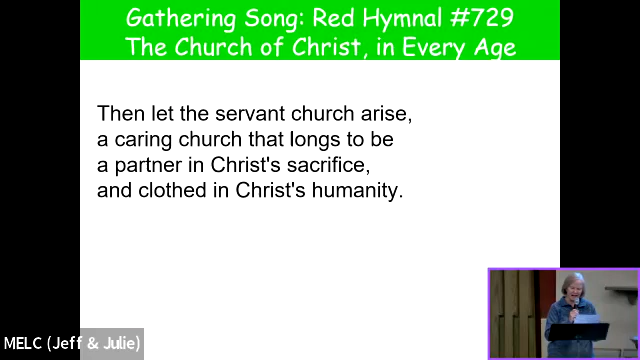 Gathering Song: Red Hymnal #729
The Church of Christ, in Every Age
Then let the servant church arise,
a caring church that longs to be
a partner in Christ's sacrifice,
and clothed in Christ's humanity.
MELC (Jeff & Julie)